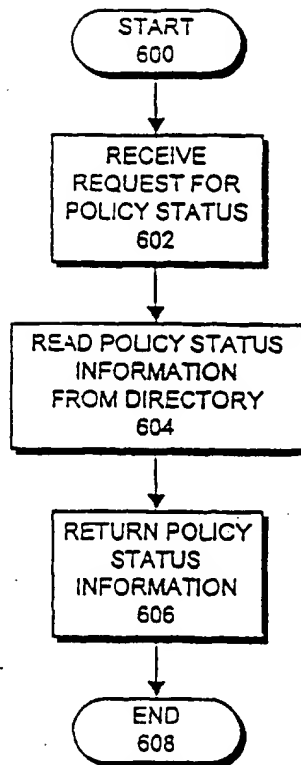 START
600
RECEIVE
REQUEST FOR
POLICY STATUS
602
READ POLICY STATUS
INFORMATION
FROM DIRECTORY
604
RETURN POLICY
STATUS
INFORMATION
606
END
608